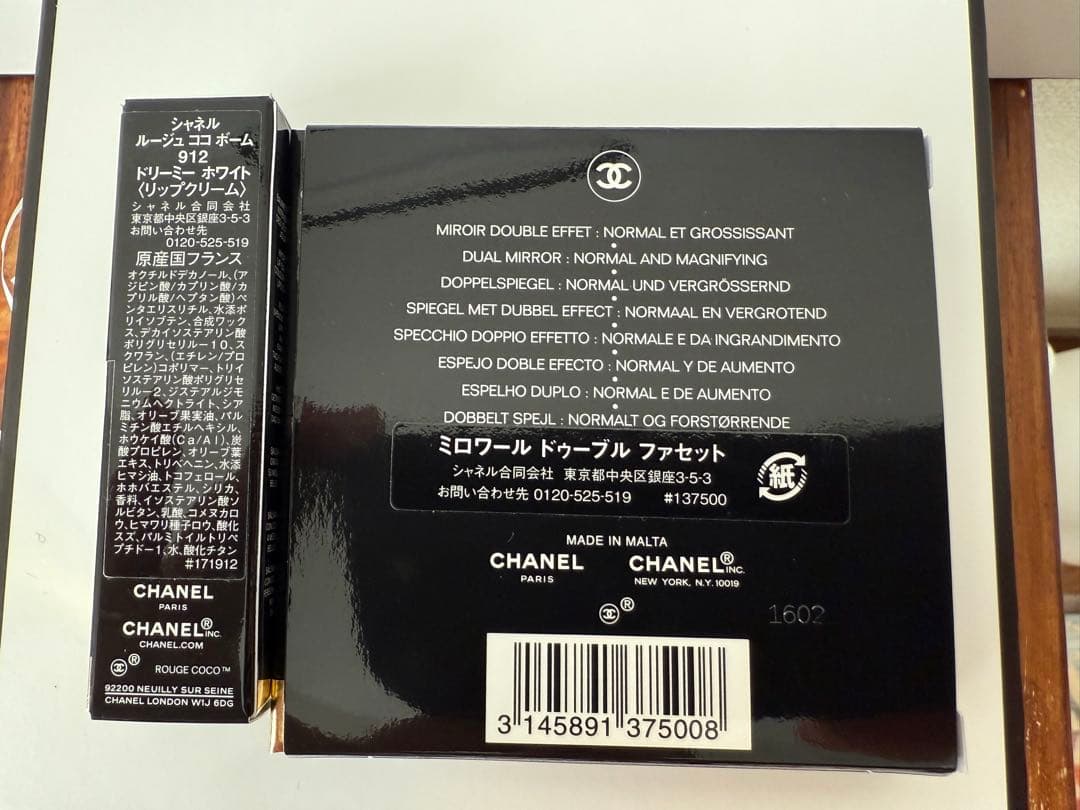 シャネル
ルージュ ココ ボーム
912
ドリーミー ホワイト
〈リップクリーム〉
シャネル合同会社
東京都中央区銀座3-5-3
お問い合わせ先
0120-525-519
原産国フランス
オクチルドデカノール、(ア
ジピン酸/カプリン酸/カ
プリル酸/ヘプタン酸)ペ
ンタエリスリチル、水添ポ
リイソブテン、合成ワック
ス、デカイソステアリン酸
ポリグリセリル-10、ス
クワラン、(エチレン/プロ
ピレン)コポリマー、トリイ
ソステアリン酸ポリグリセ
リル-2、ジステアルジモ
ニウムヘクトライト、シア
脂、オリーブ果実油、パル
ミチン酸エチルヘキシル、
ホウケイ酸(Ca/Al)、炭
酸プロピレン、オリーブ葉
エキス、トリベヘニン、水添
ヒマシ油、トコフェロール、
ホホバエステル、シリカ、
香料、イソステアリン酸ソ
ルビタン、乳酸、コメヌカロ
ウ、ヒマワリ種子ロウ、酸化
スズ、パルミトイルトリペ
プチド-1、水、酸化チタン
#171912
CHANEL
PARIS
CHANEL® INC.
CHANEL.COM
® ROUGE COCO™
92200 NEUILLY SUR SEINE
CHANEL LONDON W1J 6DG
MIROIR DOUBLE EFFET : NORMAL ET GROSSISSANT
DUAL MIRROR : NORMAL AND MAGNIFYING
DOPPELSPIEGEL : NORMAL UND VERGRÖSSERND
SPIEGEL MET DUBBEL EFFECT : NORMAAL EN VERGROTEND
SPECCHIO DOPPIO EFFETTO : NORMALE E DA INGRANDIMENTO
ESPEJO DOBLE EFECTO : NORMAL Y DE AUMENTO
ESPELHO DUPLO : NORMAL E DE AUMENTO
DOBBELT SPEJL : NORMALT OG FORSTØRRENDE
ミロワール ドゥーブル ファセット
シャネル合同会社 東京都中央区銀座3-5-3
お問い合わせ先 0120-525-519 #137500
紙
MADE IN MALTA
CHANEL CHANEL® INC.
PARIS NEW YORK, N.Y. 10019
®
1602
3 145891 375008